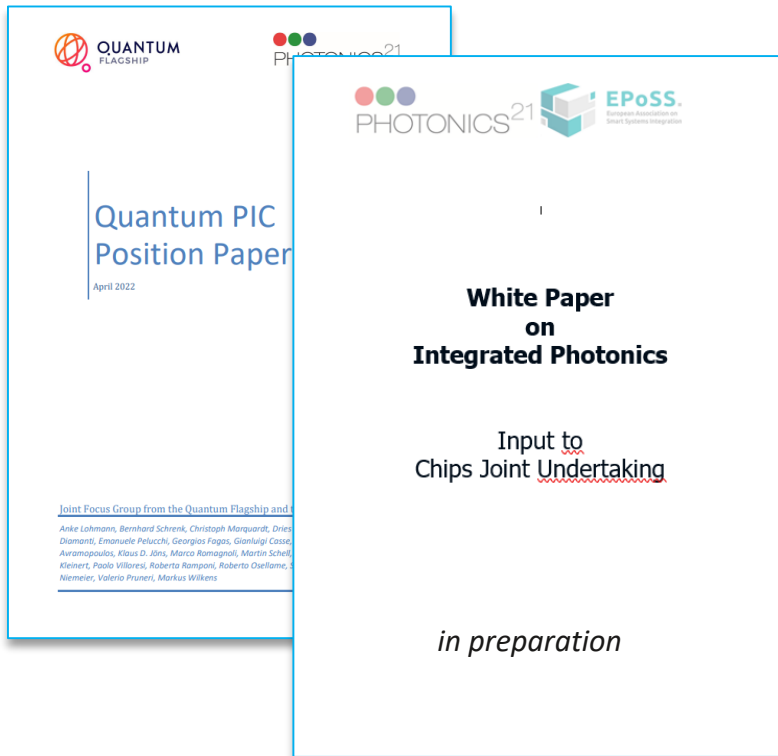 QUANTUM
FLAGSHIP
Quantum PIC
Position Paper
April 2022
Joint Focus Group from the Quantum Flagship and
Anke Lohmann, Bernhard Schrenk, Christoph Marquardt, Dries
Diamanti, Emanuele Pelucchi, Georgios Fagas, Gianluigi Casse,
Avramopoulos, Klaus D. Jöns, Marco Romagnoli, Martin Schell,
Kleinert, Paolo Villoresi, Roberta Ramponi, Roberto Osellame,
Niemeier, Valerio Pruneri, Markus Wilkens
PHOTONICS21
EPoSS.
European Association on
Smart Systems Integration
White Paper
on
Integrated Photonics
Input to
Chips Joint Undertaking
in preparation